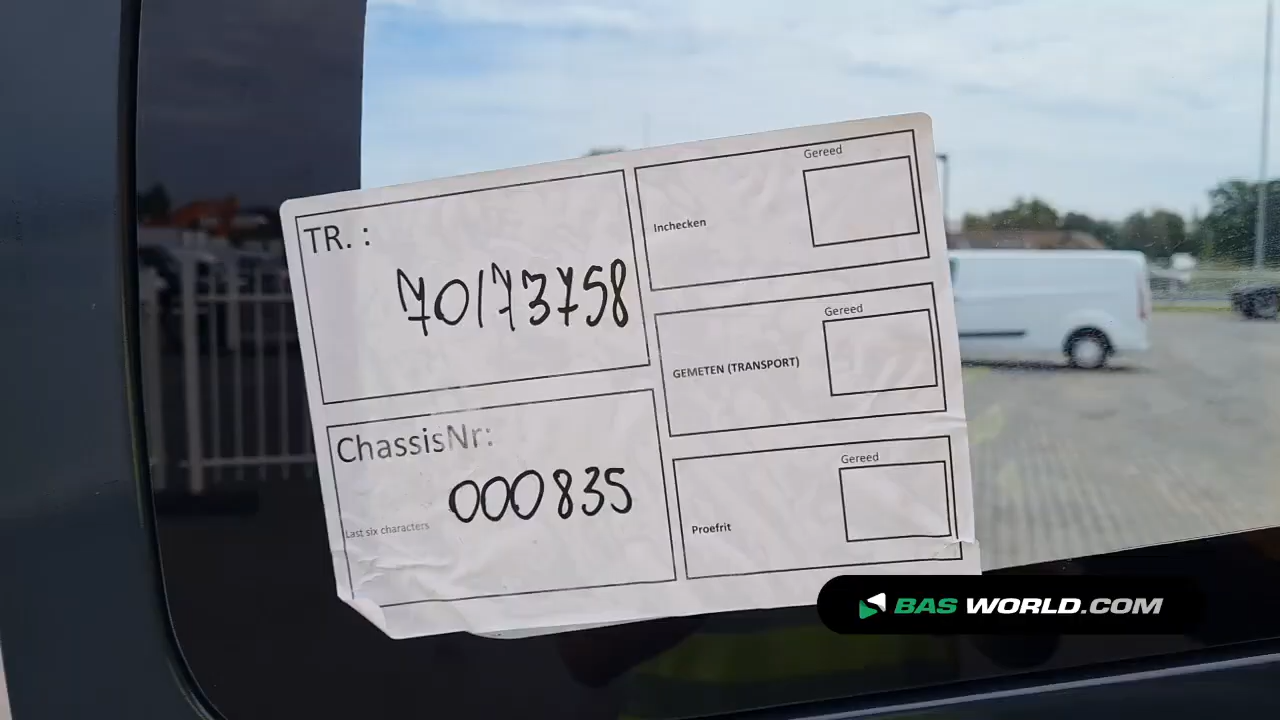 TR. :
70173758
ChassisNr:
Last six characters
000835
Gereed
Inchecken
Gereed
GEMETEN (TRANSPORT)
Gereed
Proefrit
BAS WORLD.COM